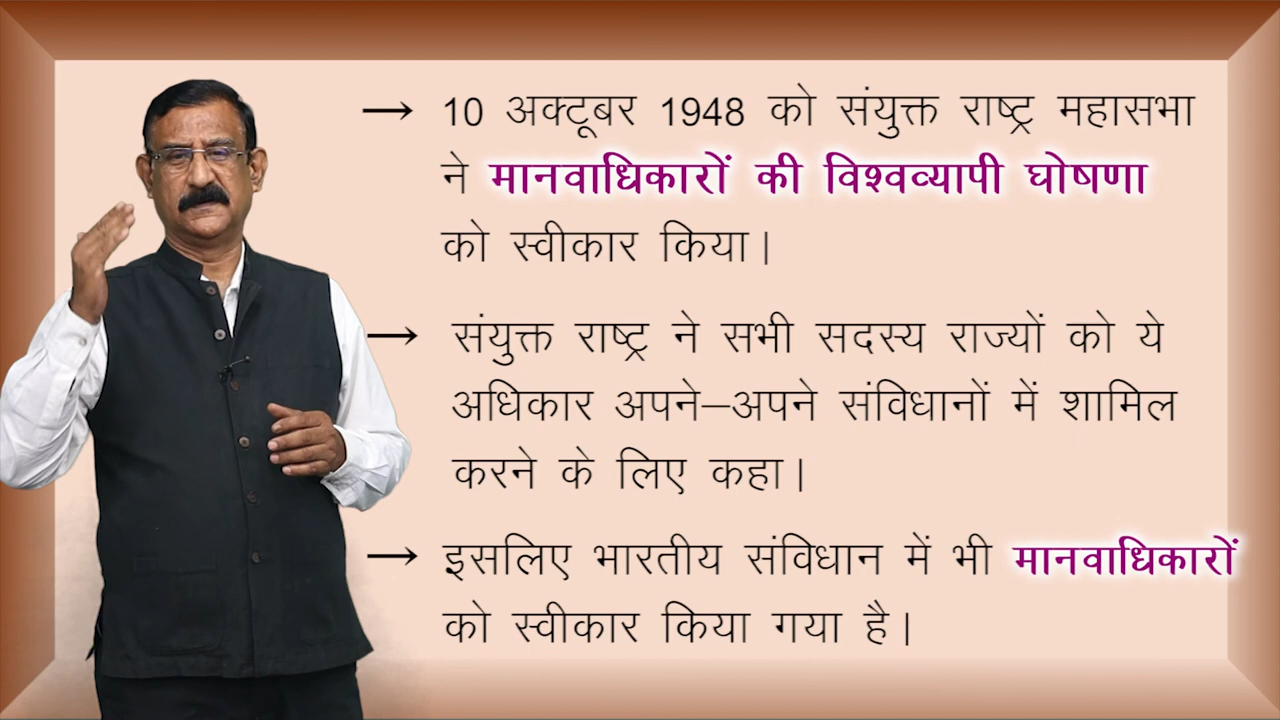 → 10 अक्टूबर 1948 को संयुक्त राष्ट्र महासभा
ने मानवाधिकारों की विश्वव्यापी घोषणा
को स्वीकार किया।
→ संयुक्त राष्ट्र ने सभी सदस्य राज्यों को ये
अधिकार अपने–अपने संविधानों में शामिल
करने के लिए कहा।
→ इसलिए भारतीय संविधान में भी मानवाधिकारों
को स्वीकार किया गया है।